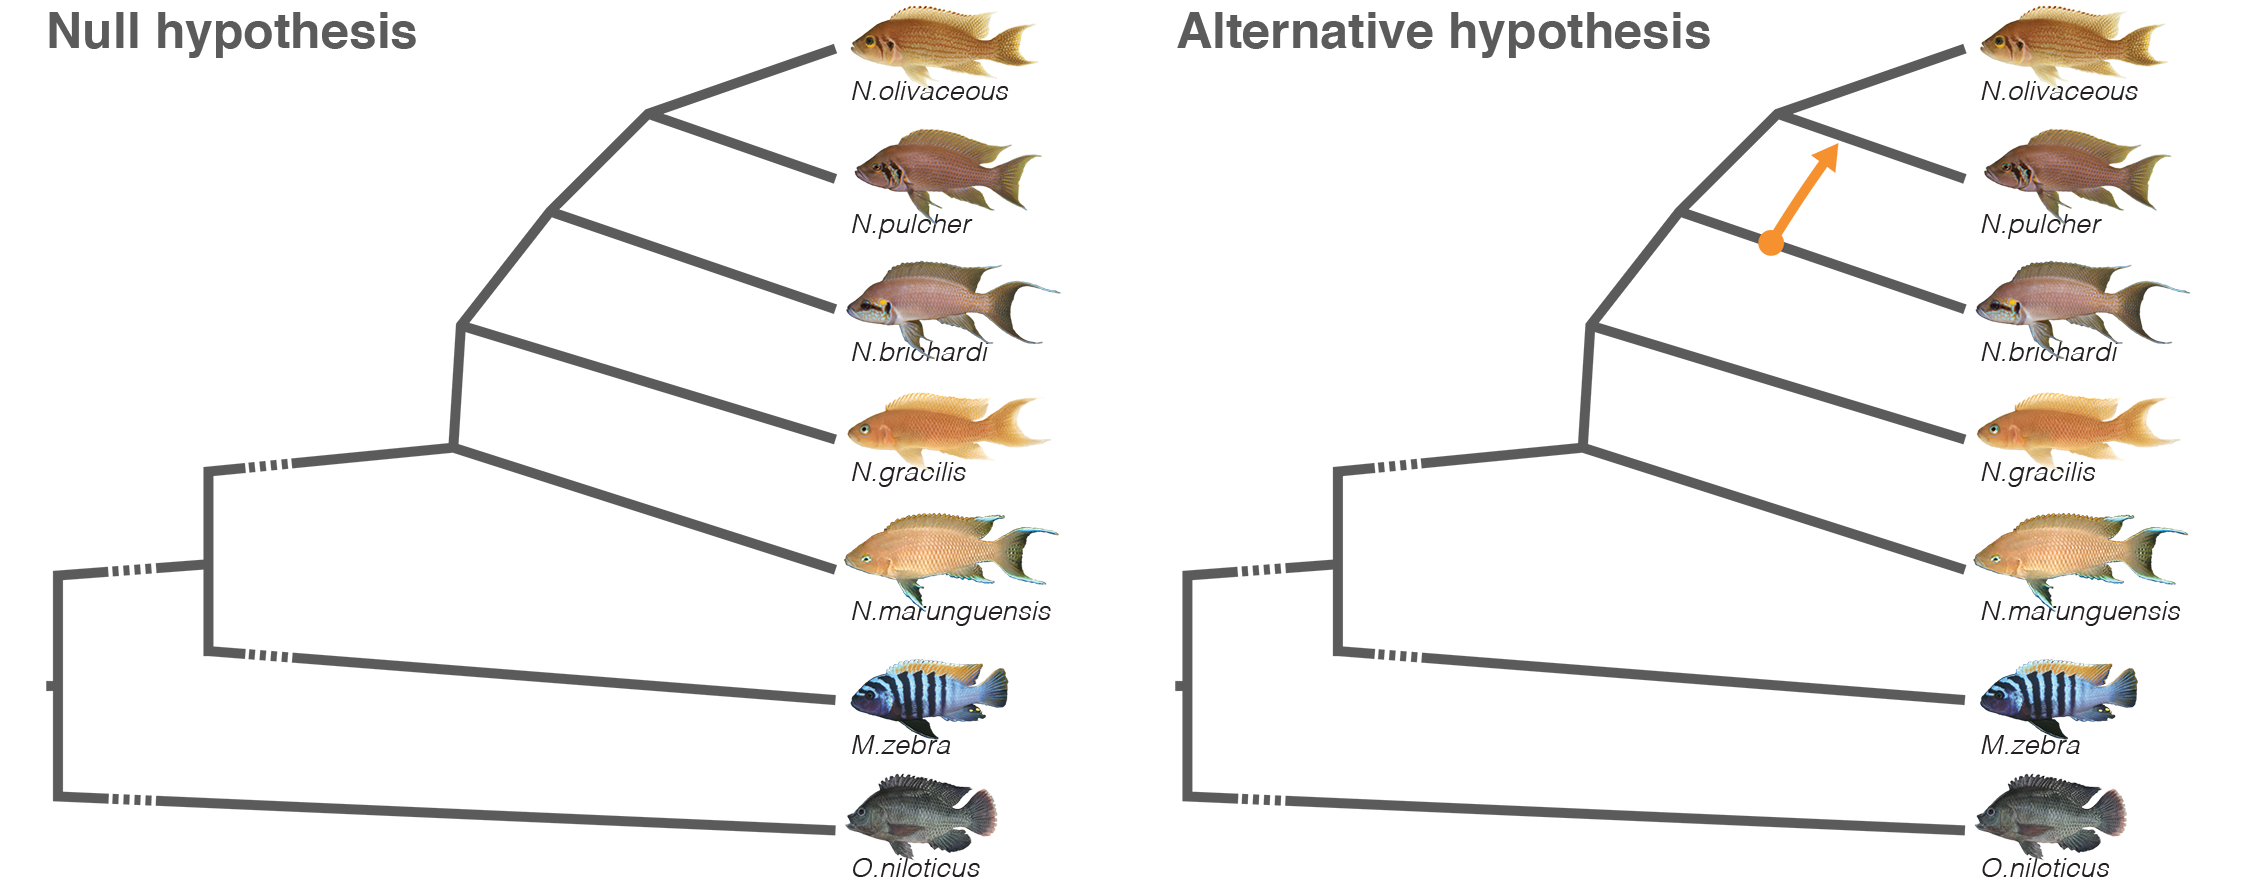 Null hypothesis
N.olivaceous
N.pulcher
N.brichardi
N.gracilis
N.marunguensis
M.zebra
O.niloticus
Alternative hypothesis
N.olivaceous
N.pulcher
N.brichardi
N.gracilis
N.marunguensis
M.zebra
O.niloticus